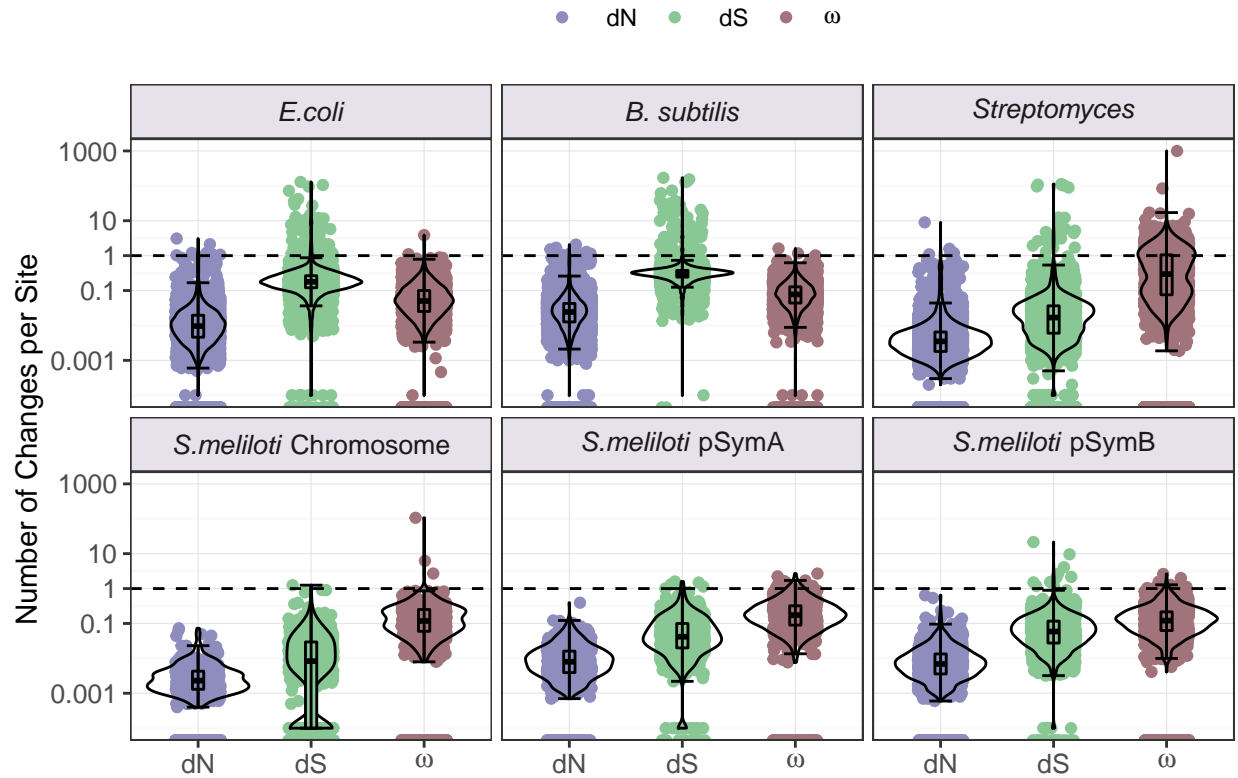 dN dS ω
E.coli B. subtilis Streptomyces
1000
10
1
0.1
0.001
Number of Changes per Site
S.meliloti Chromosome S.meliloti pSymA S.meliloti pSymB
1000
10
1
0.1
0.001
dN dS ω dN dS ω dN dS ω